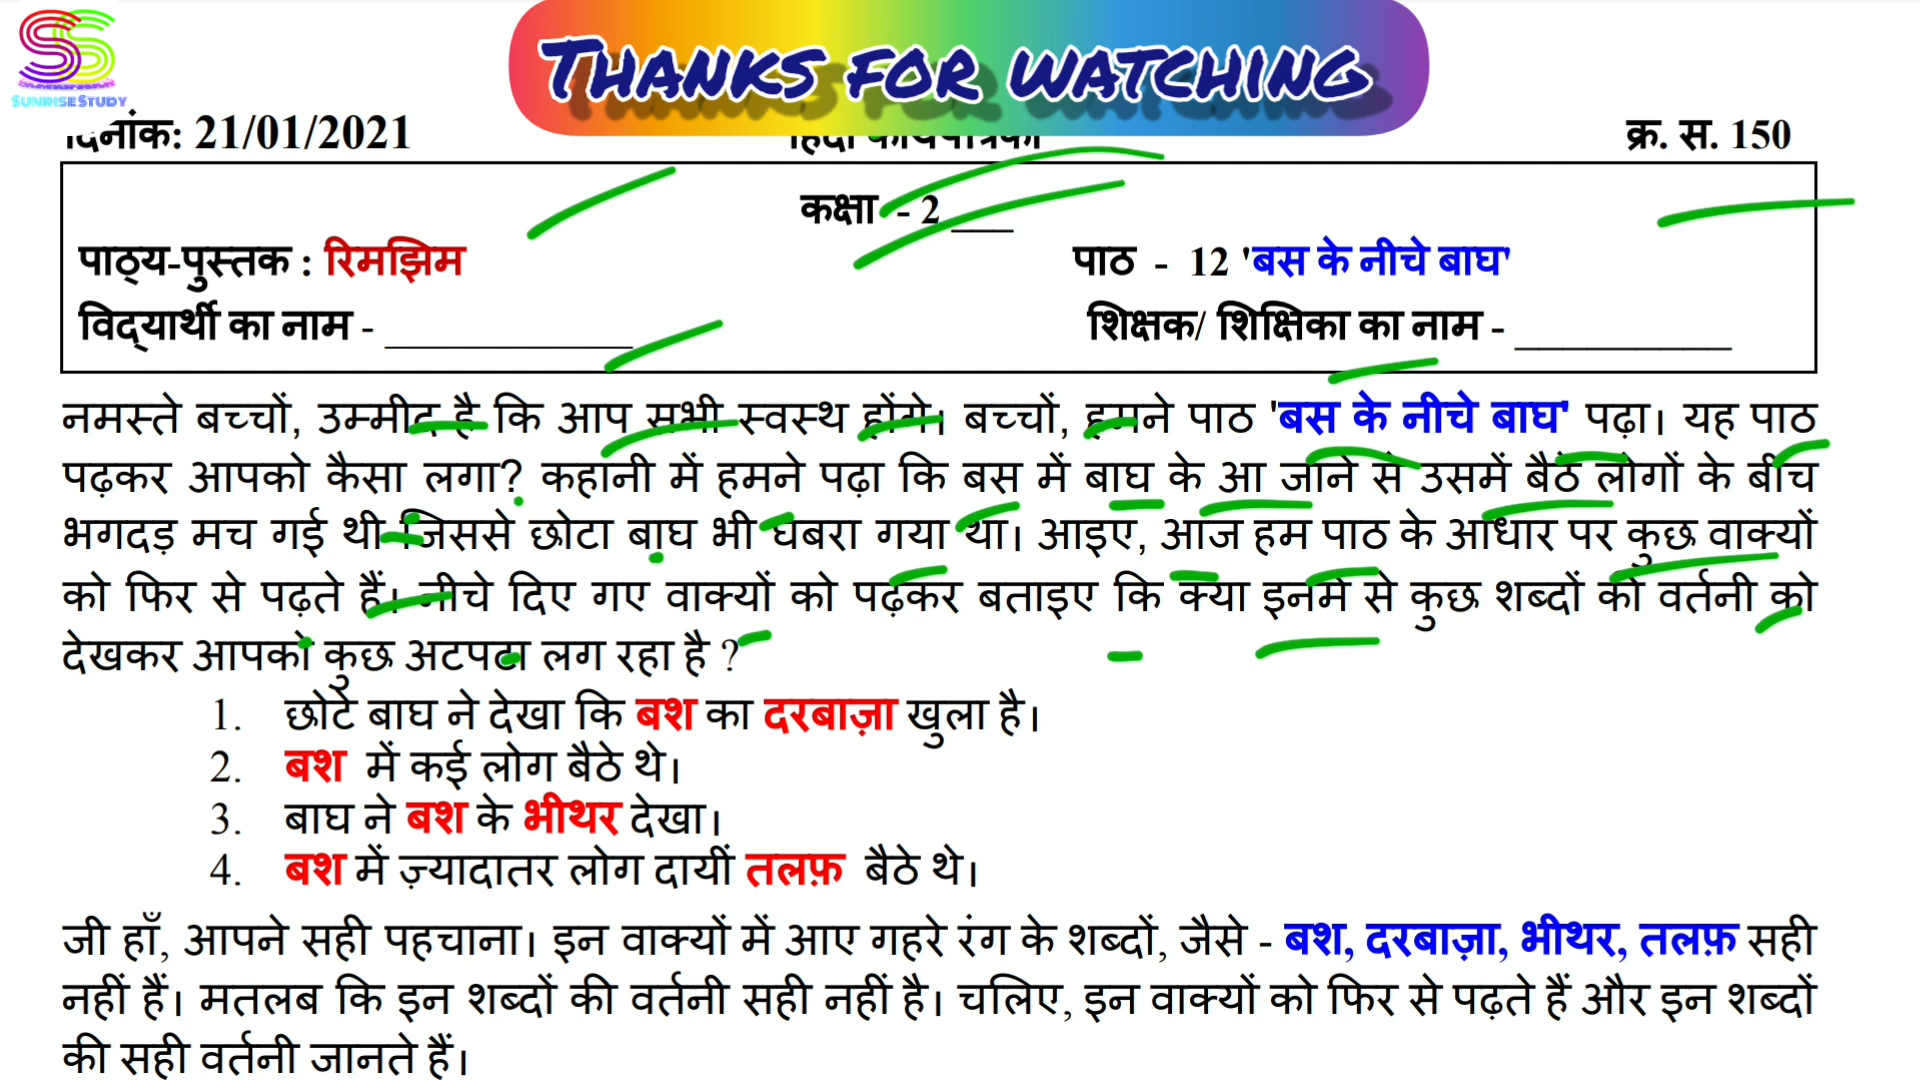 SS
SUNRISE STUDY
THANKS FOR WATCHING
दिनांक: 21/01/2021 हिंदी कार्यपत्रिका क्र. स. 150
कक्षा - 2___
पाठ्य-पुस्तक : रिमझिम पाठ - 12 'बस के नीचे बाघ'
विद्यार्थी का नाम - ____________ शिक्षक/ शिक्षिका का नाम - __________
नमस्ते बच्चों, उम्मीद है कि आप सभी स्वस्थ होंगे। बच्चों, हमने पाठ 'बस के नीचे बाघ' पढ़ा। यह पाठ
पढ़कर आपको कैसा लगा? कहानी में हमने पढ़ा कि बस में बाघ के आ जाने से उसमें बैठे लोगों के बीच
भगदड़ मच गई थी जिससे छोटा बाघ भी घबरा गया था। आइए, आज हम पाठ के आधार पर कुछ वाक्यों
को फिर से पढ़ते हैं। नीचे दिए गए वाक्यों को पढ़कर बताइए कि क्या इनमें से कुछ शब्दों की वर्तनी को
देखकर आपको कुछ अटपटा लग रहा है ?
1. छोटे बाघ ने देखा कि बश का दरबाज़ा खुला है।
2. बश में कई लोग बैठे थे।
3. बाघ ने बश के भीथर देखा।
4. बश में ज़्यादातर लोग दायीं तलफ़ बैठे थे।
जी हाँ, आपने सही पहचाना। इन वाक्यों में आए गहरे रंग के शब्दों, जैसे - बश, दरबाज़ा, भीथर, तलफ़ सही
नहीं हैं। मतलब कि इन शब्दों की वर्तनी सही नहीं है। चलिए, इन वाक्यों को फिर से पढ़ते हैं और इन शब्दों
की सही वर्तनी जानते हैं।